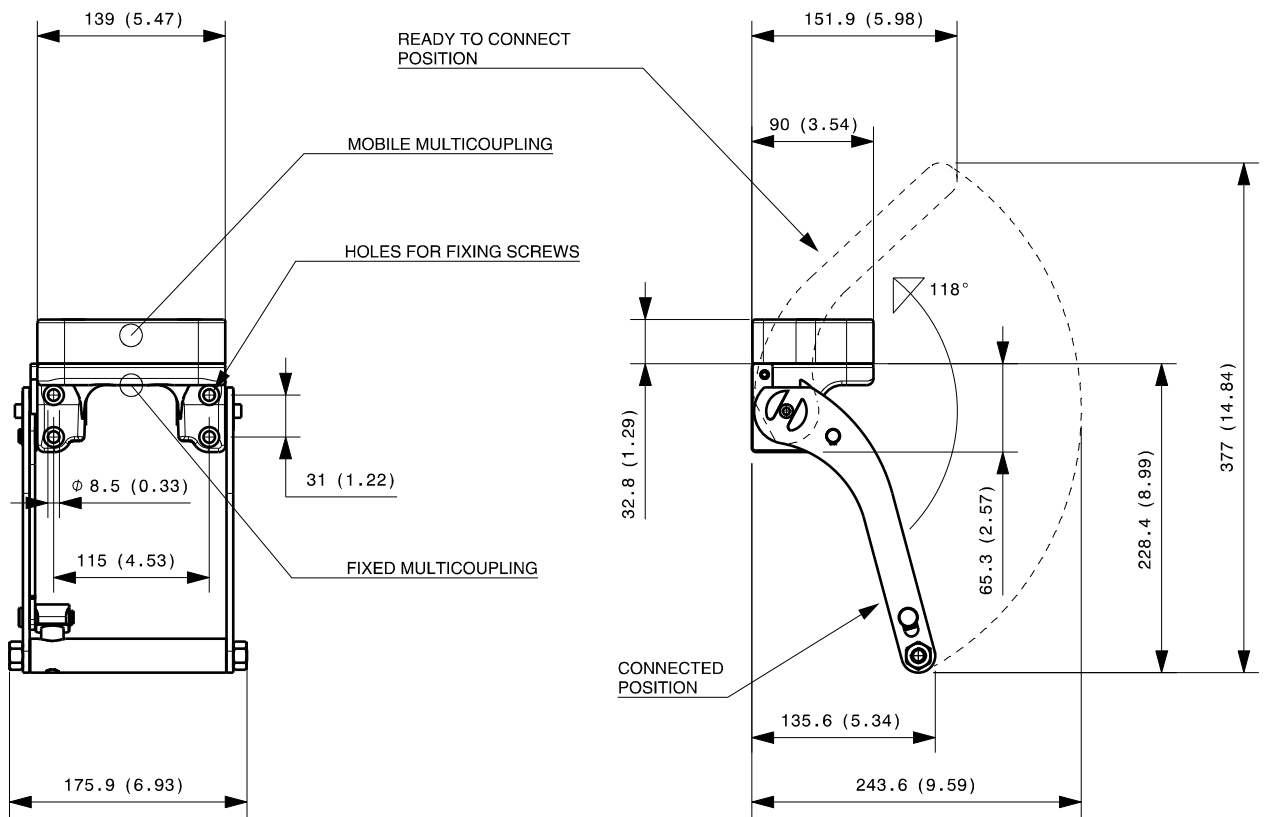 139 (5.47)
READY TO CONNECT
POSITION
151.9 (5.98)
90 (3.54)
MOBILE MULTICOUPLING
HOLES FOR FIXING SCREWS
118°
32.8 (1.29)
377 (14.84)
31 (1.22)
⌀ 8.5 (0.33)
65.3 (2.57)
228.4 (8.99)
115 (4.53)
FIXED MULTICOUPLING
CONNECTED
POSITION
135.6 (5.34)
175.9 (6.93)
243.6 (9.59)